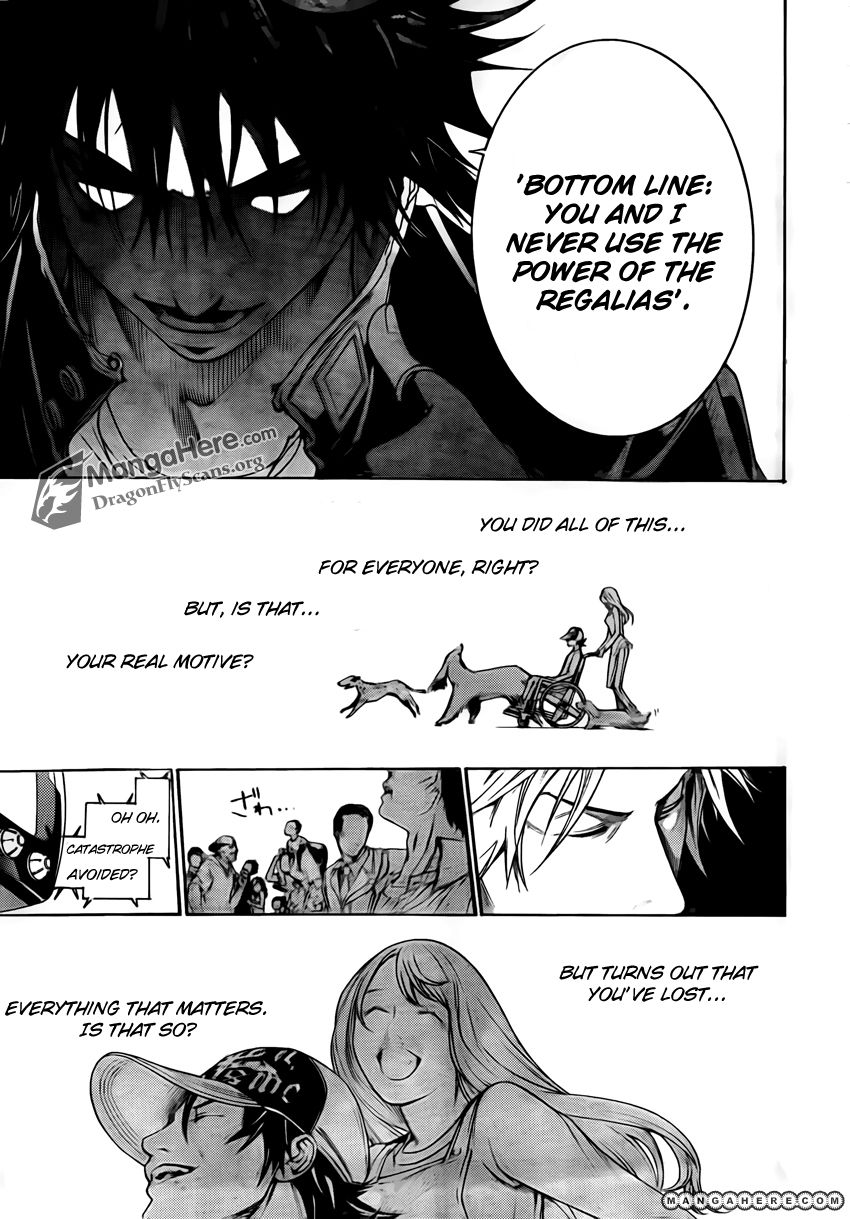 'BOTTOM LINE:
YOU AND I
NEVER USE THE
POWER OF THE
REGALIAS'.
MangaHere.com
DragonFlyScans.org
YOU DID ALL OF THIS...
FOR EVERYONE, RIGHT?
BUT, IS THAT...
YOUR REAL MOTIVE?
ざわ...
OH OH.
CATASTROPHE
AVOIDED?
BUT TURNS OUT THAT
YOU'VE LOST...
EVERYTHING THAT MATTERS.
IS THAT SO?
MANGAHERE.COM